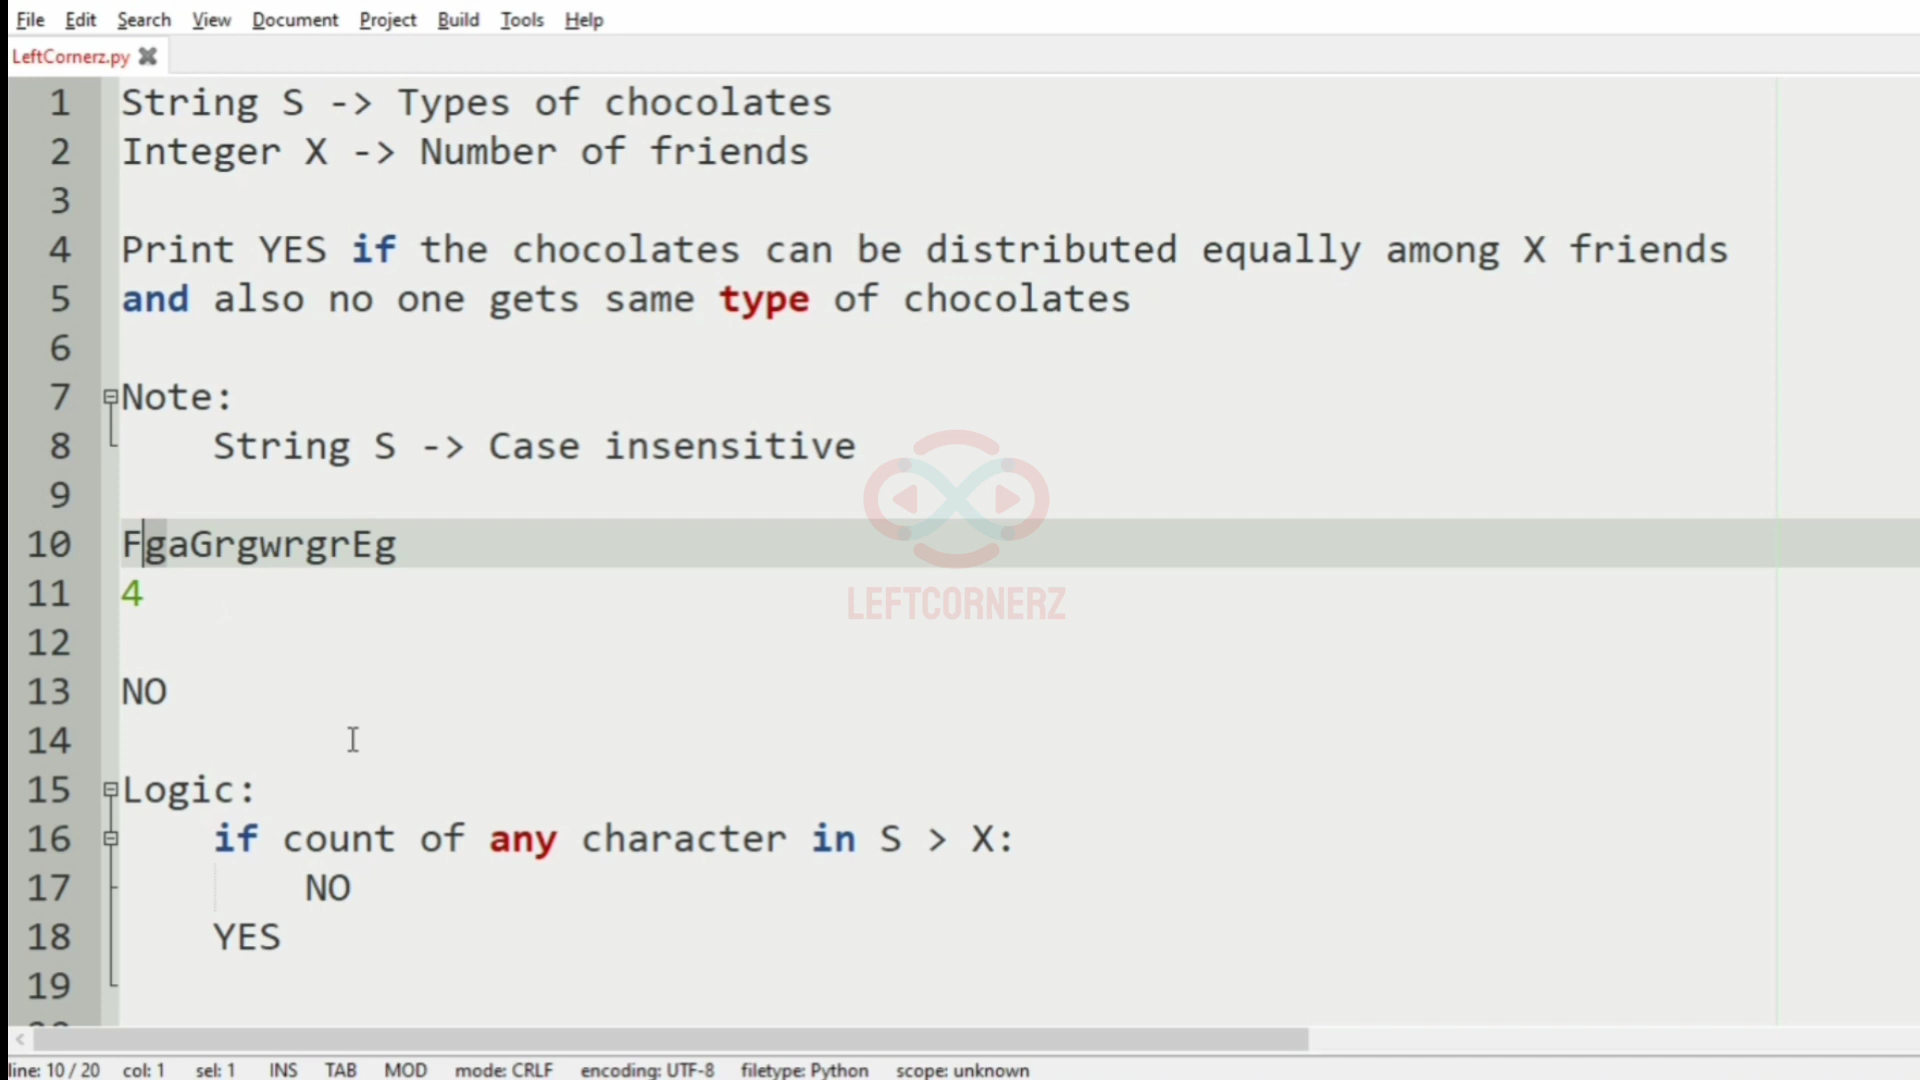 File Edit Search View Document Project Build Tools Help
LeftCornerz.py
1 String S -> Types of chocolates
2 Integer X -> Number of friends
3
4 Print YES if the chocolates can be distributed equally among X friends
5 and also no one gets same type of chocolates
6
7 Note:
8 String S -> Case insensitive
9
10 FgaGrgwrgrEg
11 4
12
13 NO
14
15 Logic:
16 if count of any character in S > X:
17 NO
18 YES
19
LEFTCORNERZ
line: 10 / 20 col: 1 sel: 1 INS TAB MOD mode: CRLF encoding: UTF-8 filetype: Python scope: unknown